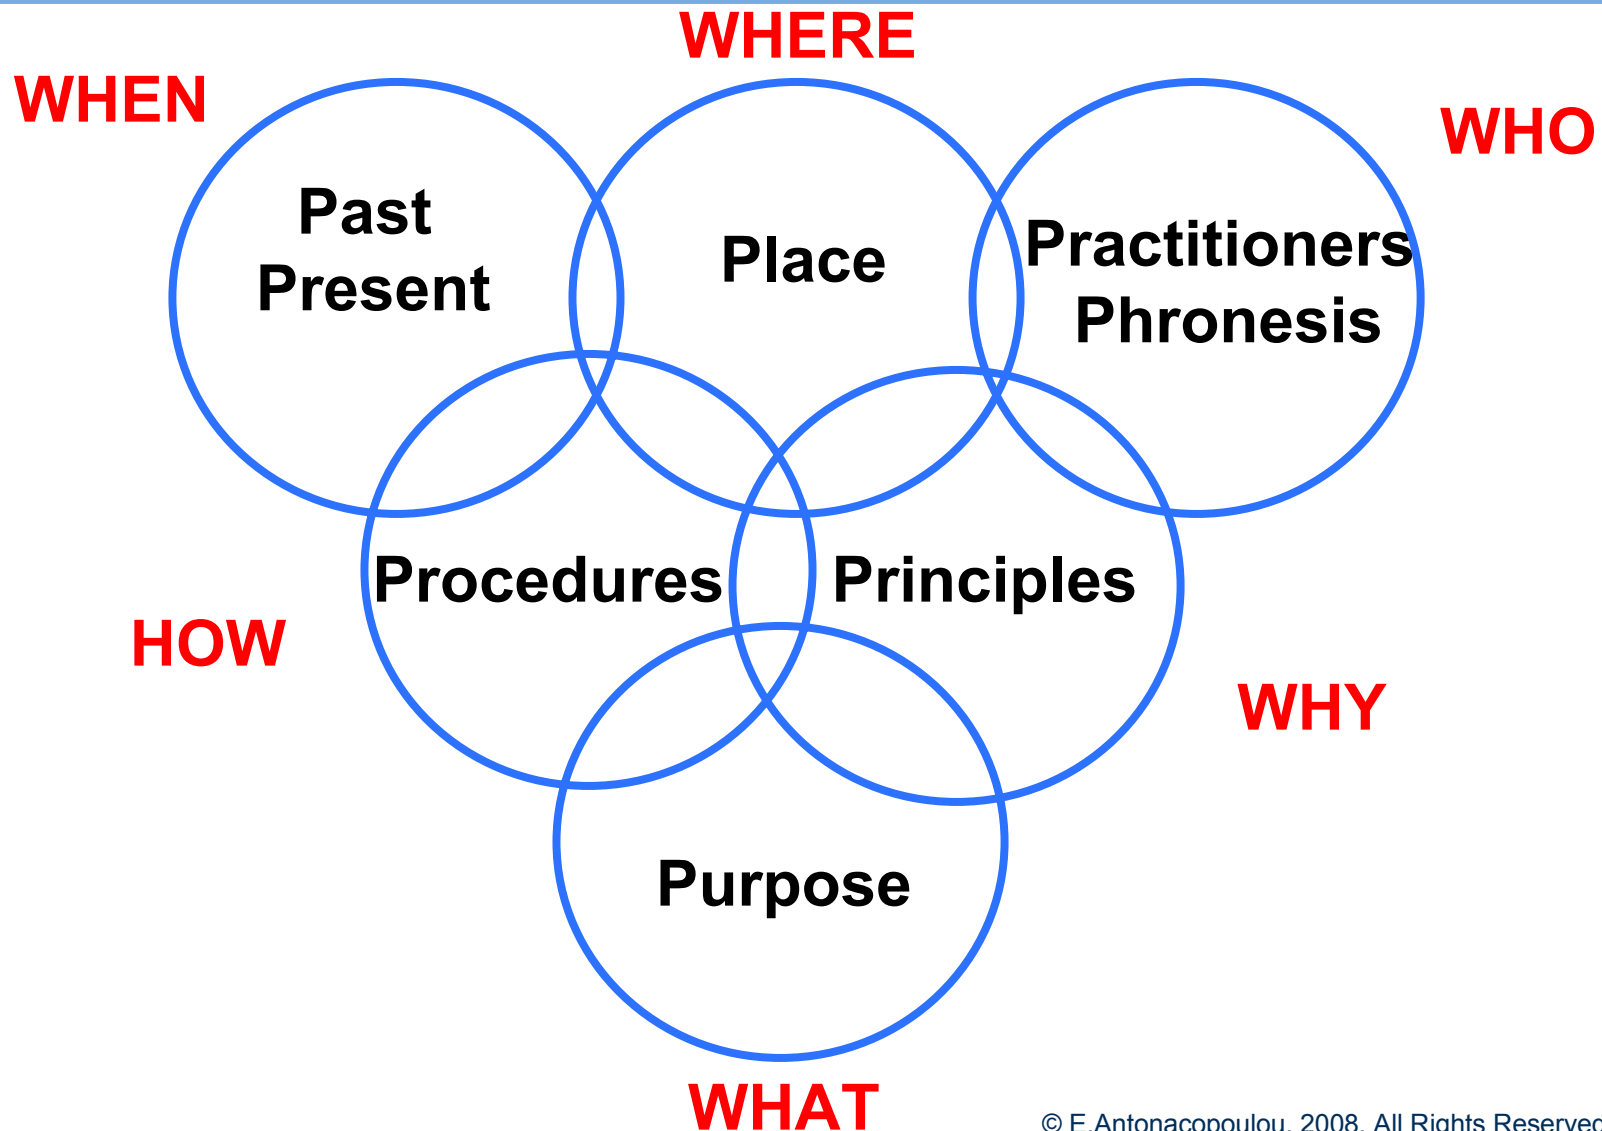 WHERE
WHEN
WHO
Past
Present
Place
Practitioners
Phronesis
Procedures
Principles
HOW
WHY
Purpose
WHAT
© E.Antonacopoulou, 2008. All Rights Reserved